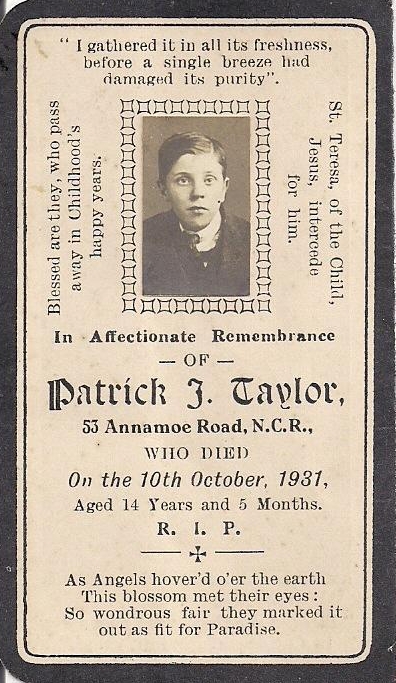 " I gathered it in all its freshness,
before a single breeze had
damaged its purity".
Blessed are they, who pass
away in Childhood's
happy years.
St. Teresa, of the Child,
Jesus, intercede
for him.
In Affectionate Remembrance
— OF —
Patrick J. Taylor,
53 Annamoe Road, N.C.R.,
WHO DIED
On the 10th October, 1931,
Aged 14 Years and 5 Months.
R. I. P.
As Angels hover'd o'er the earth
This blossom met their eyes :
So wondrous fair they marked it
out as fit for Paradise.